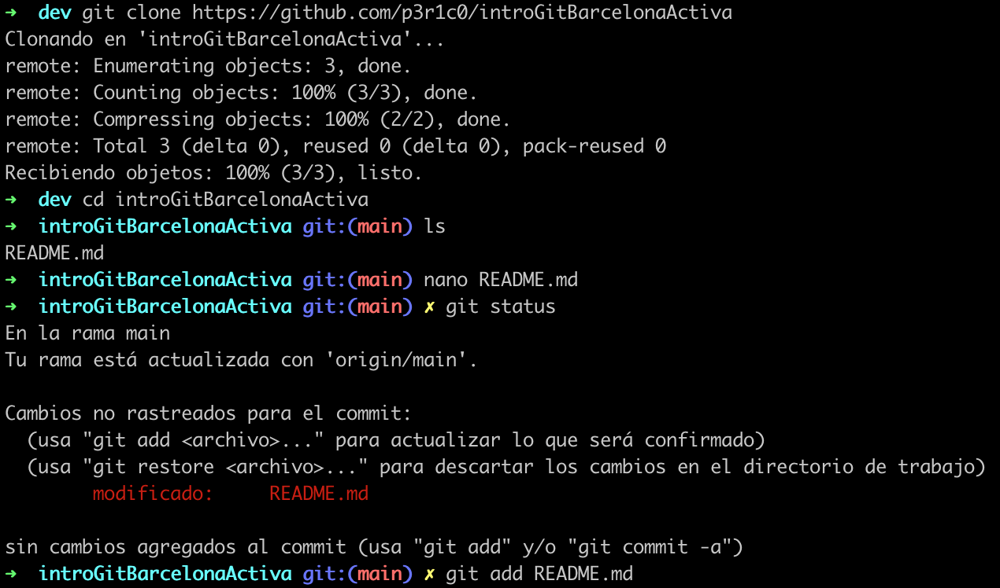 ➜  dev git clone https://github.com/p3r1c0/introGitBarcelonaActiva
Clonando en 'introGitBarcelonaActiva'...
remote: Enumerating objects: 3, done.
remote: Counting objects: 100% (3/3), done.
remote: Compressing objects: 100% (2/2), done.
remote: Total 3 (delta 0), reused 0 (delta 0), pack-reused 0
Recibiendo objetos: 100% (3/3), listo.
➜  dev cd introGitBarcelonaActiva
➜  introGitBarcelonaActiva git:(main) ls
README.md
➜  introGitBarcelonaActiva git:(main) nano README.md
➜  introGitBarcelonaActiva git:(main) ✗ git status
En la rama main
Tu rama está actualizada con 'origin/main'.

Cambios no rastreados para el commit:
  (usa "git add <archivo>..." para actualizar lo que será confirmado)
  (usa "git restore <archivo>..." para descartar los cambios en el directorio de trabajo)
        modificado:     README.md

sin cambios agregados al commit (usa "git add" y/o "git commit -a")
➜  introGitBarcelonaActiva git:(main) ✗ git add README.md